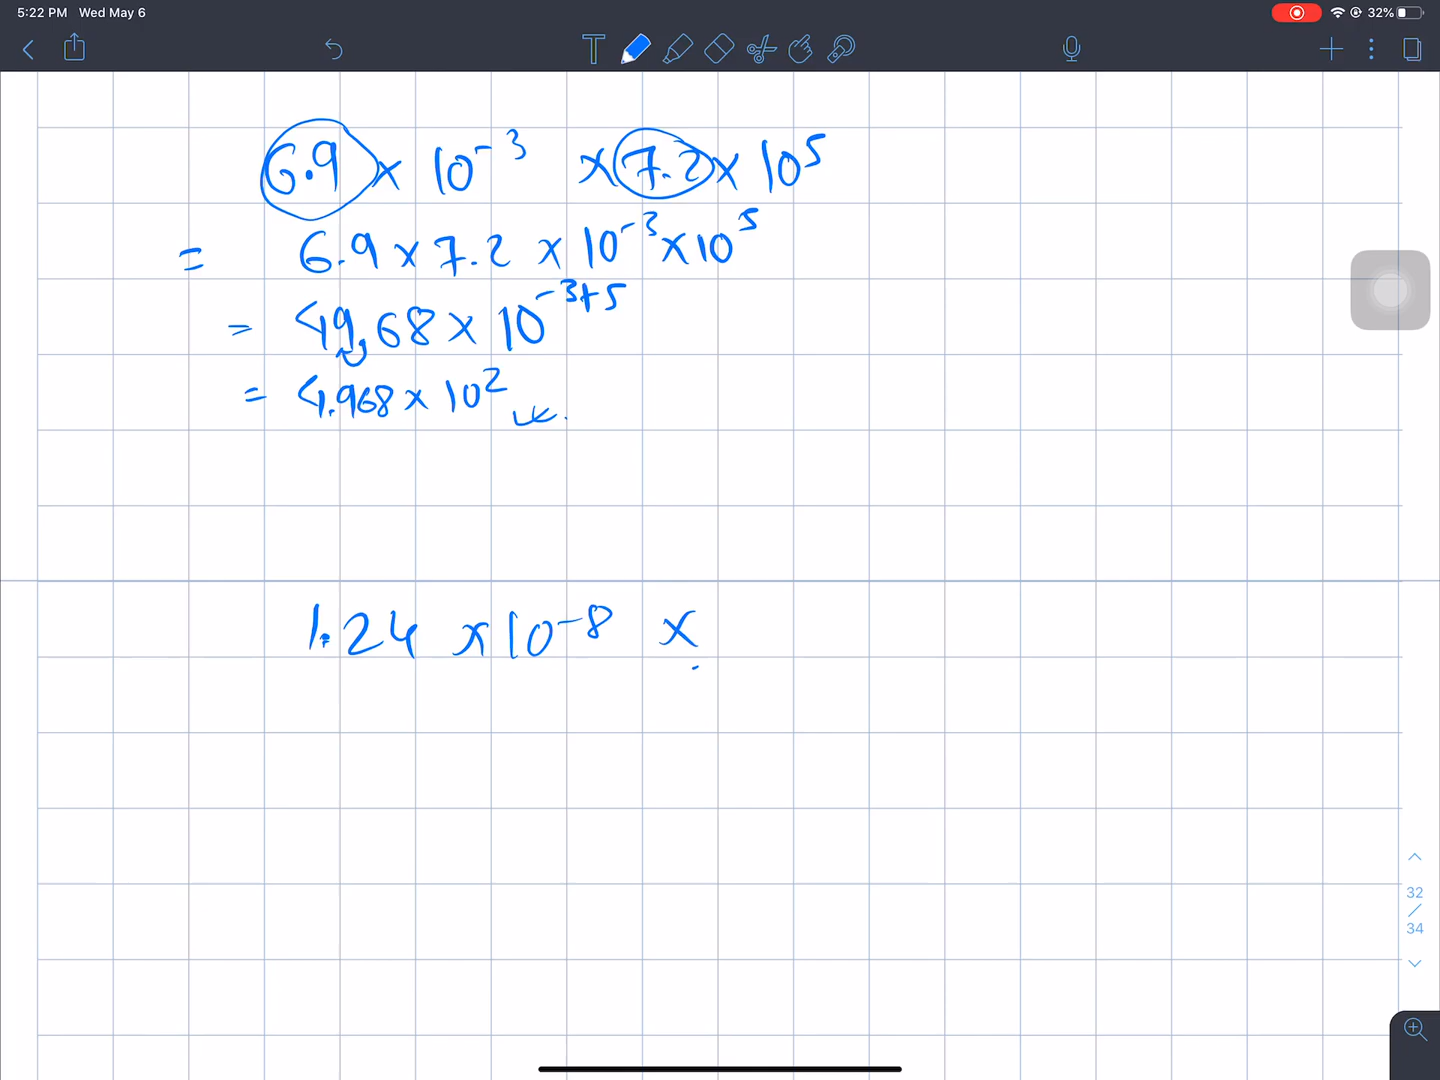 5:22 PM Wed May 6 32%
T
6.9 × 10⁻³ × 7.2 × 10⁵
= 6.9 × 7.2 × 10⁻³ × 10⁵
= 49.68 × 10⁻³⁺⁵
= 4.968 × 10²
1.24 × 10⁻⁸ ×
32
/
34